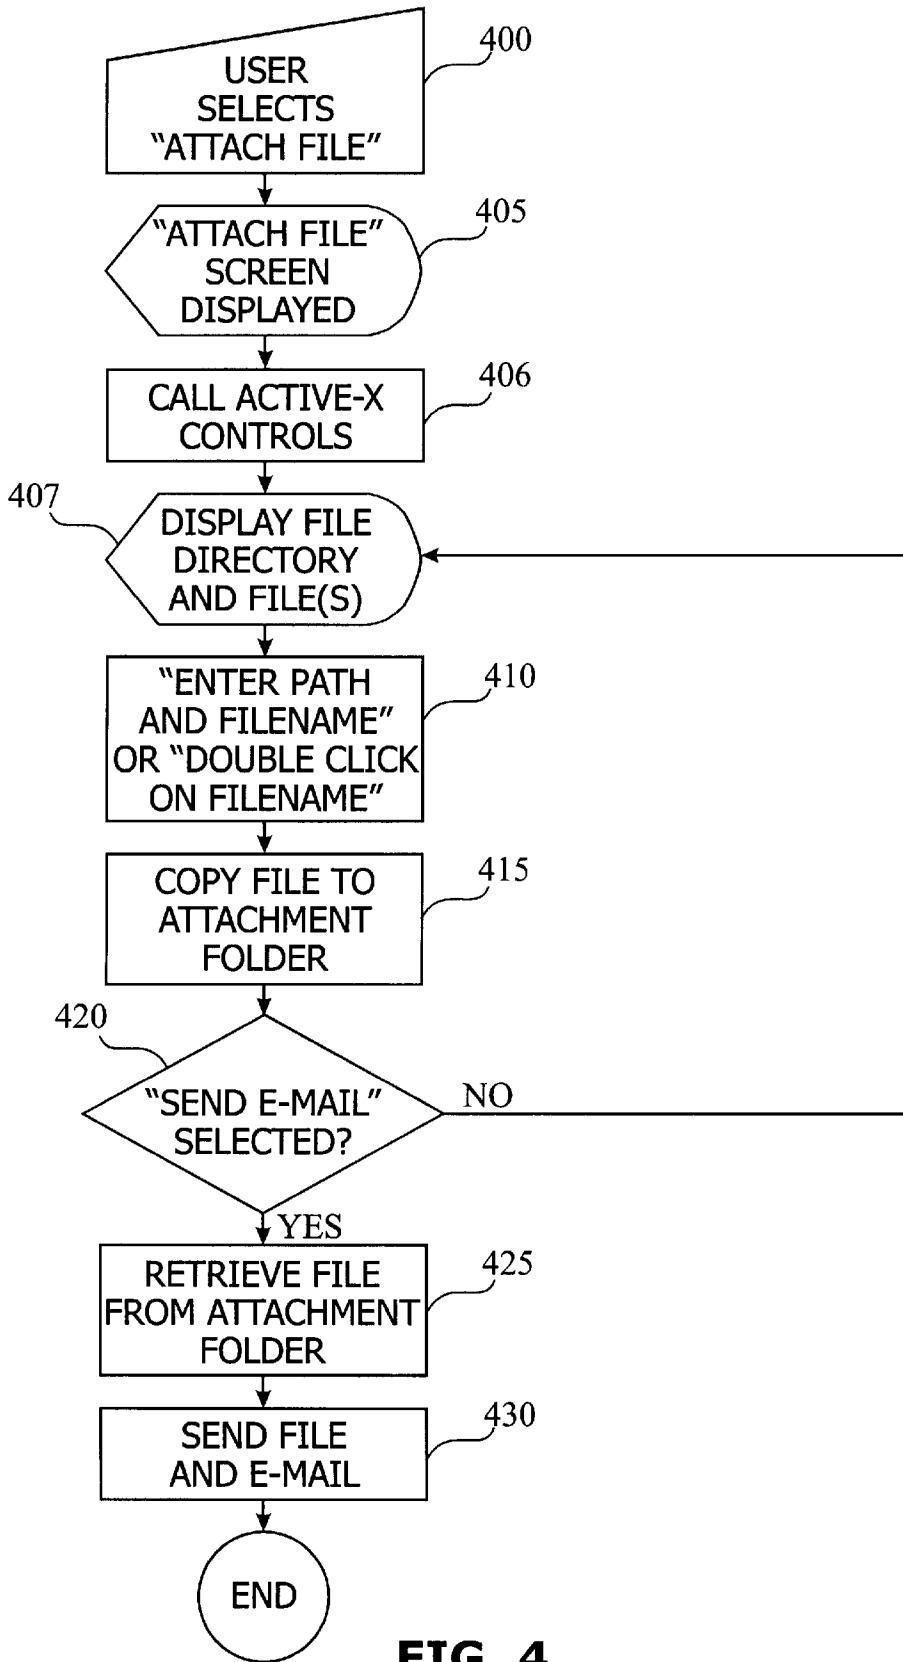 400
USER
SELECTS
“ATTACH FILE”
405
“ATTACH FILE”
SCREEN
DISPLAYED
406
CALL ACTIVE-X
CONTROLS
407
DISPLAY FILE
DIRECTORY
AND FILE(S)
410
“ENTER PATH
AND FILENAME”
OR “DOUBLE CLICK
ON FILENAME”
415
COPY FILE TO
ATTACHMENT
FOLDER
420
“SEND E-MAIL”
SELECTED?
NO
YES
425
RETRIEVE FILE
FROM ATTACHMENT
FOLDER
430
SEND FILE
AND E-MAIL
END
FIG. 4